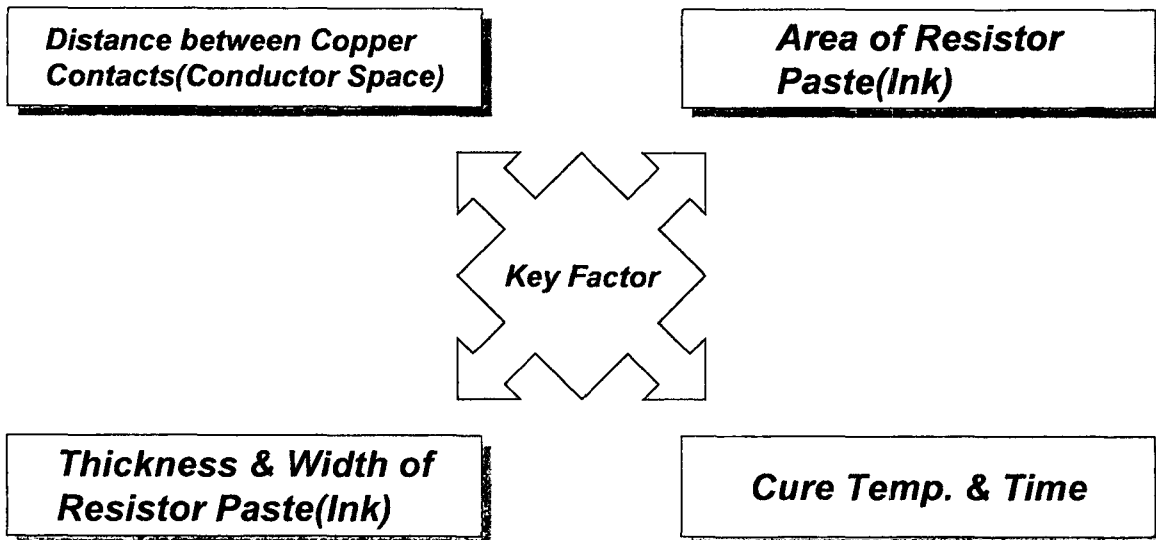 Distance between Copper
Contacts(Conductor Space)
Area of Resistor
Paste(Ink)
Key Factor
Thickness & Width of
Resistor Paste(Ink)
Cure Temp. & Time